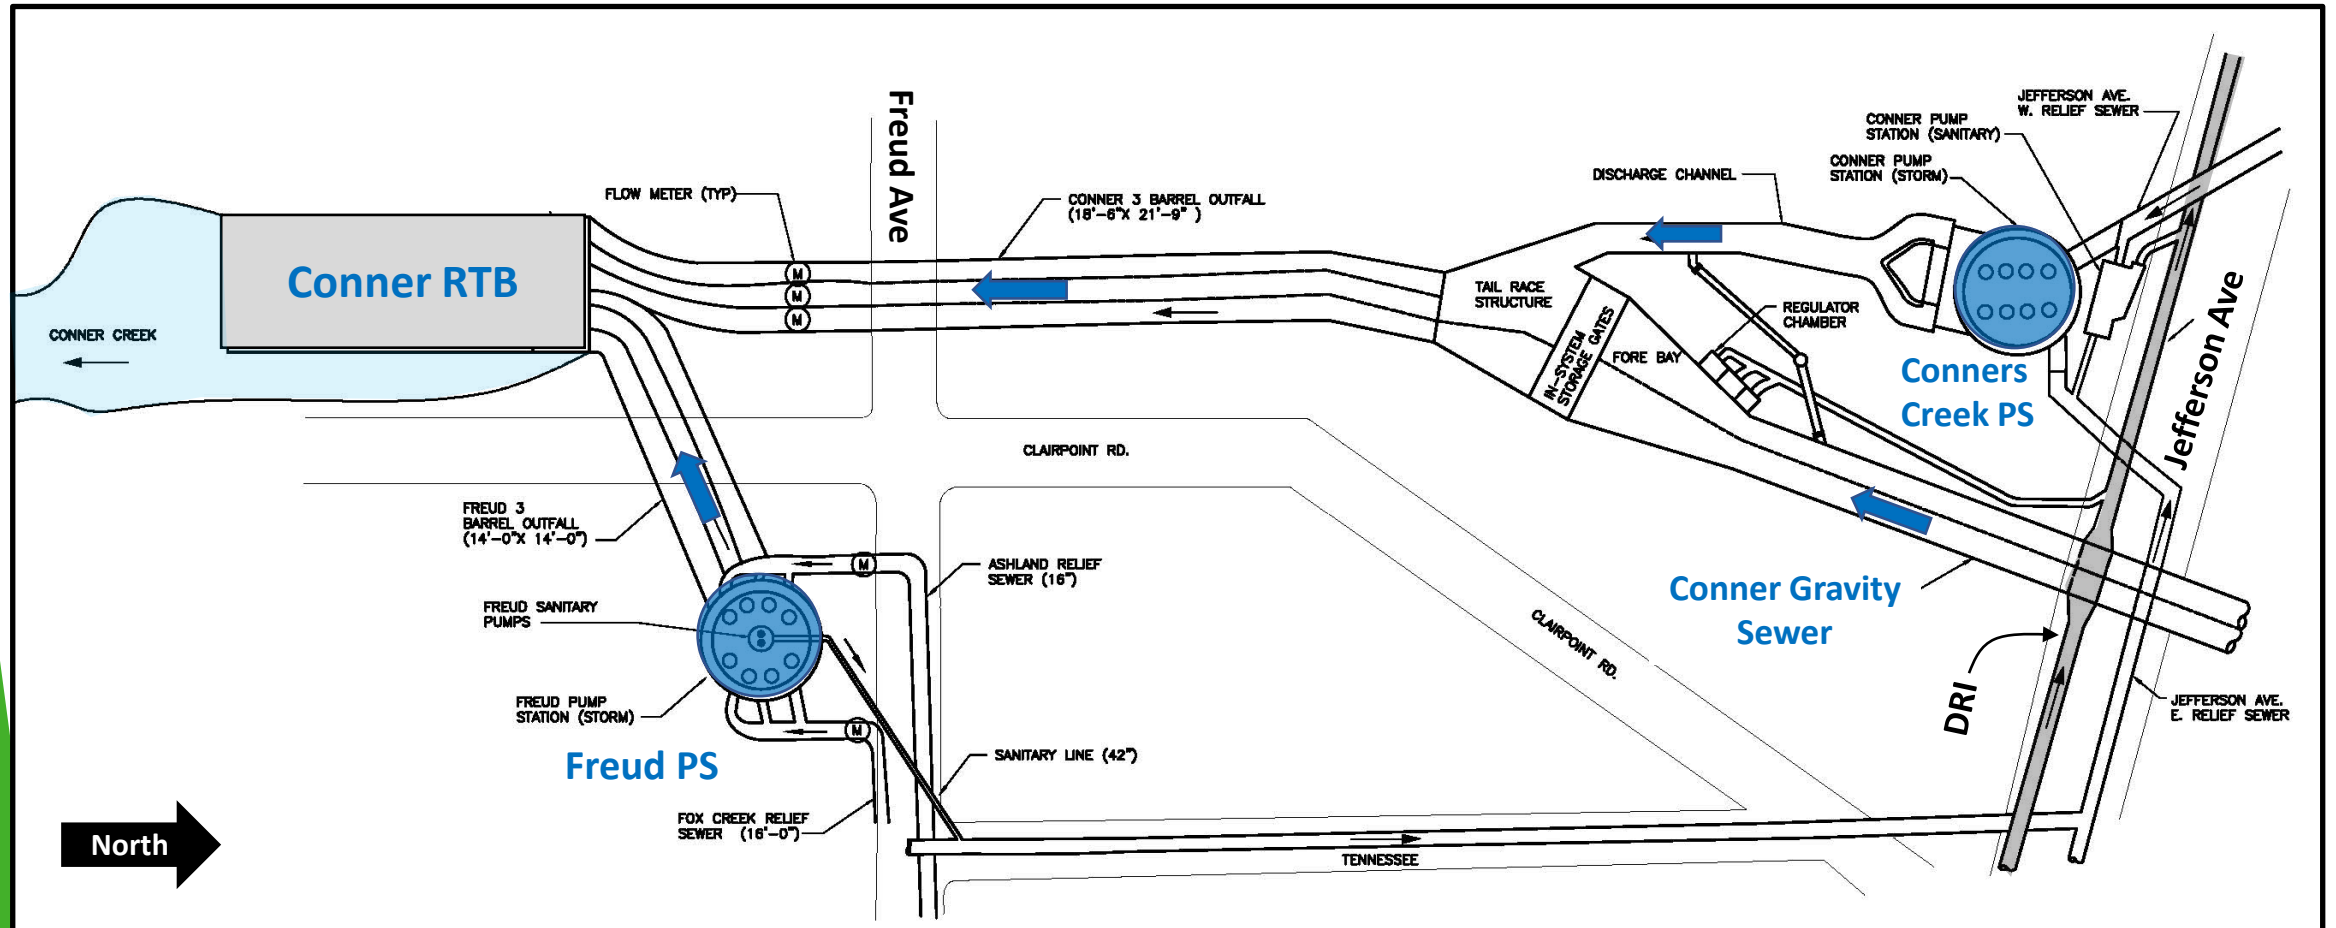 JEFFERSON AVE.
W. RELIEF SEWER
CONNER PUMP
STATION (SANITARY)
CONNER PUMP
STATION (STORM)
DISCHARGE CHANNEL
Freud Ave
FLOW METER (TYP)
CONNER 3 BARREL OUTFALL
(18'-6"X 21'-9" )
M
M
M
Conner RTB
CONNER CREEK
TAIL RACE
STRUCTURE
IN-SYSTEM
STORAGE GATES
FORE BAY
REGULATOR
CHAMBER
Conners
Creek PS
Jefferson Ave
CLAIRPOINT RD.
FREUD 3
BARREL OUTFALL
(14'-0"X 14'-0")
M
ASHLAND RELIEF
SEWER (16")
FREUD SANITARY
PUMPS
Conner Gravity
Sewer
CLAIRPOINT RD.
DRI
FREUD PUMP
STATION (STORM)
M
JEFFERSON AVE.
E. RELIEF SEWER
Freud PS
SANITARY LINE (42")
FOX CREEK RELIEF
SEWER (16'-0")
North
TENNESSEE